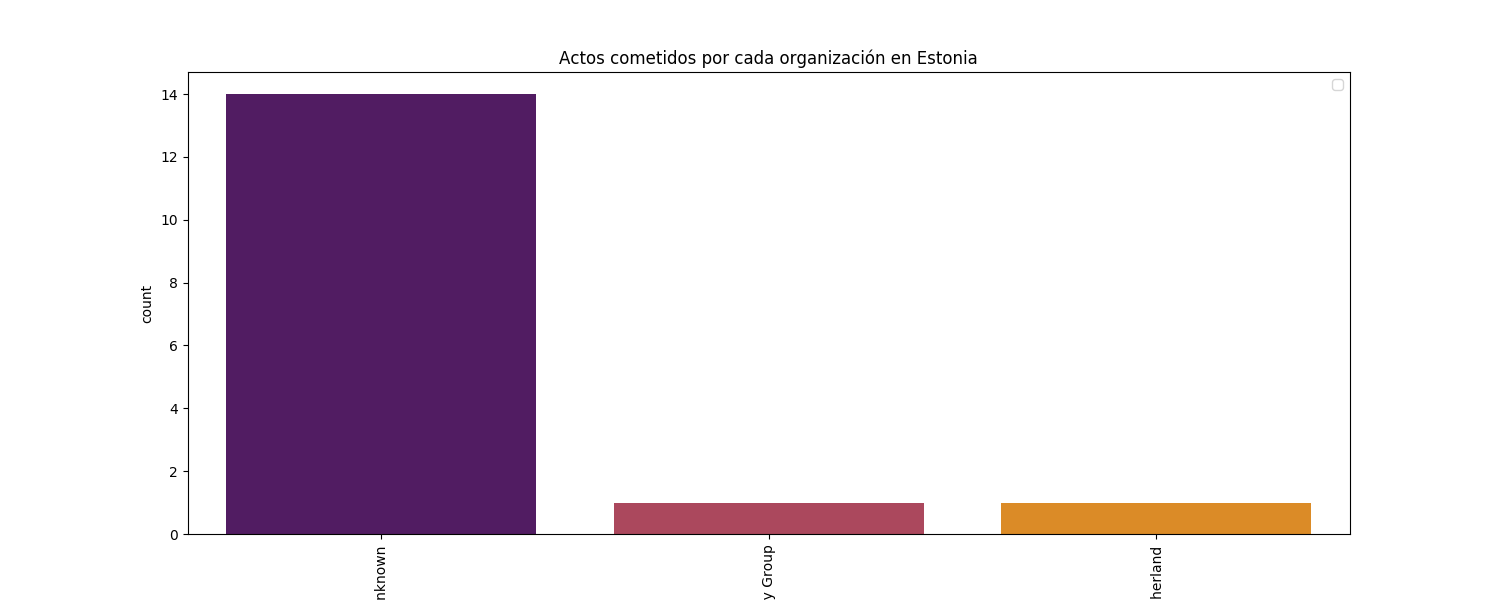 Actos cometidos por cada organización en Estonia
14
12
10
8
6
4
2
0
count
nknown
y Group
herland